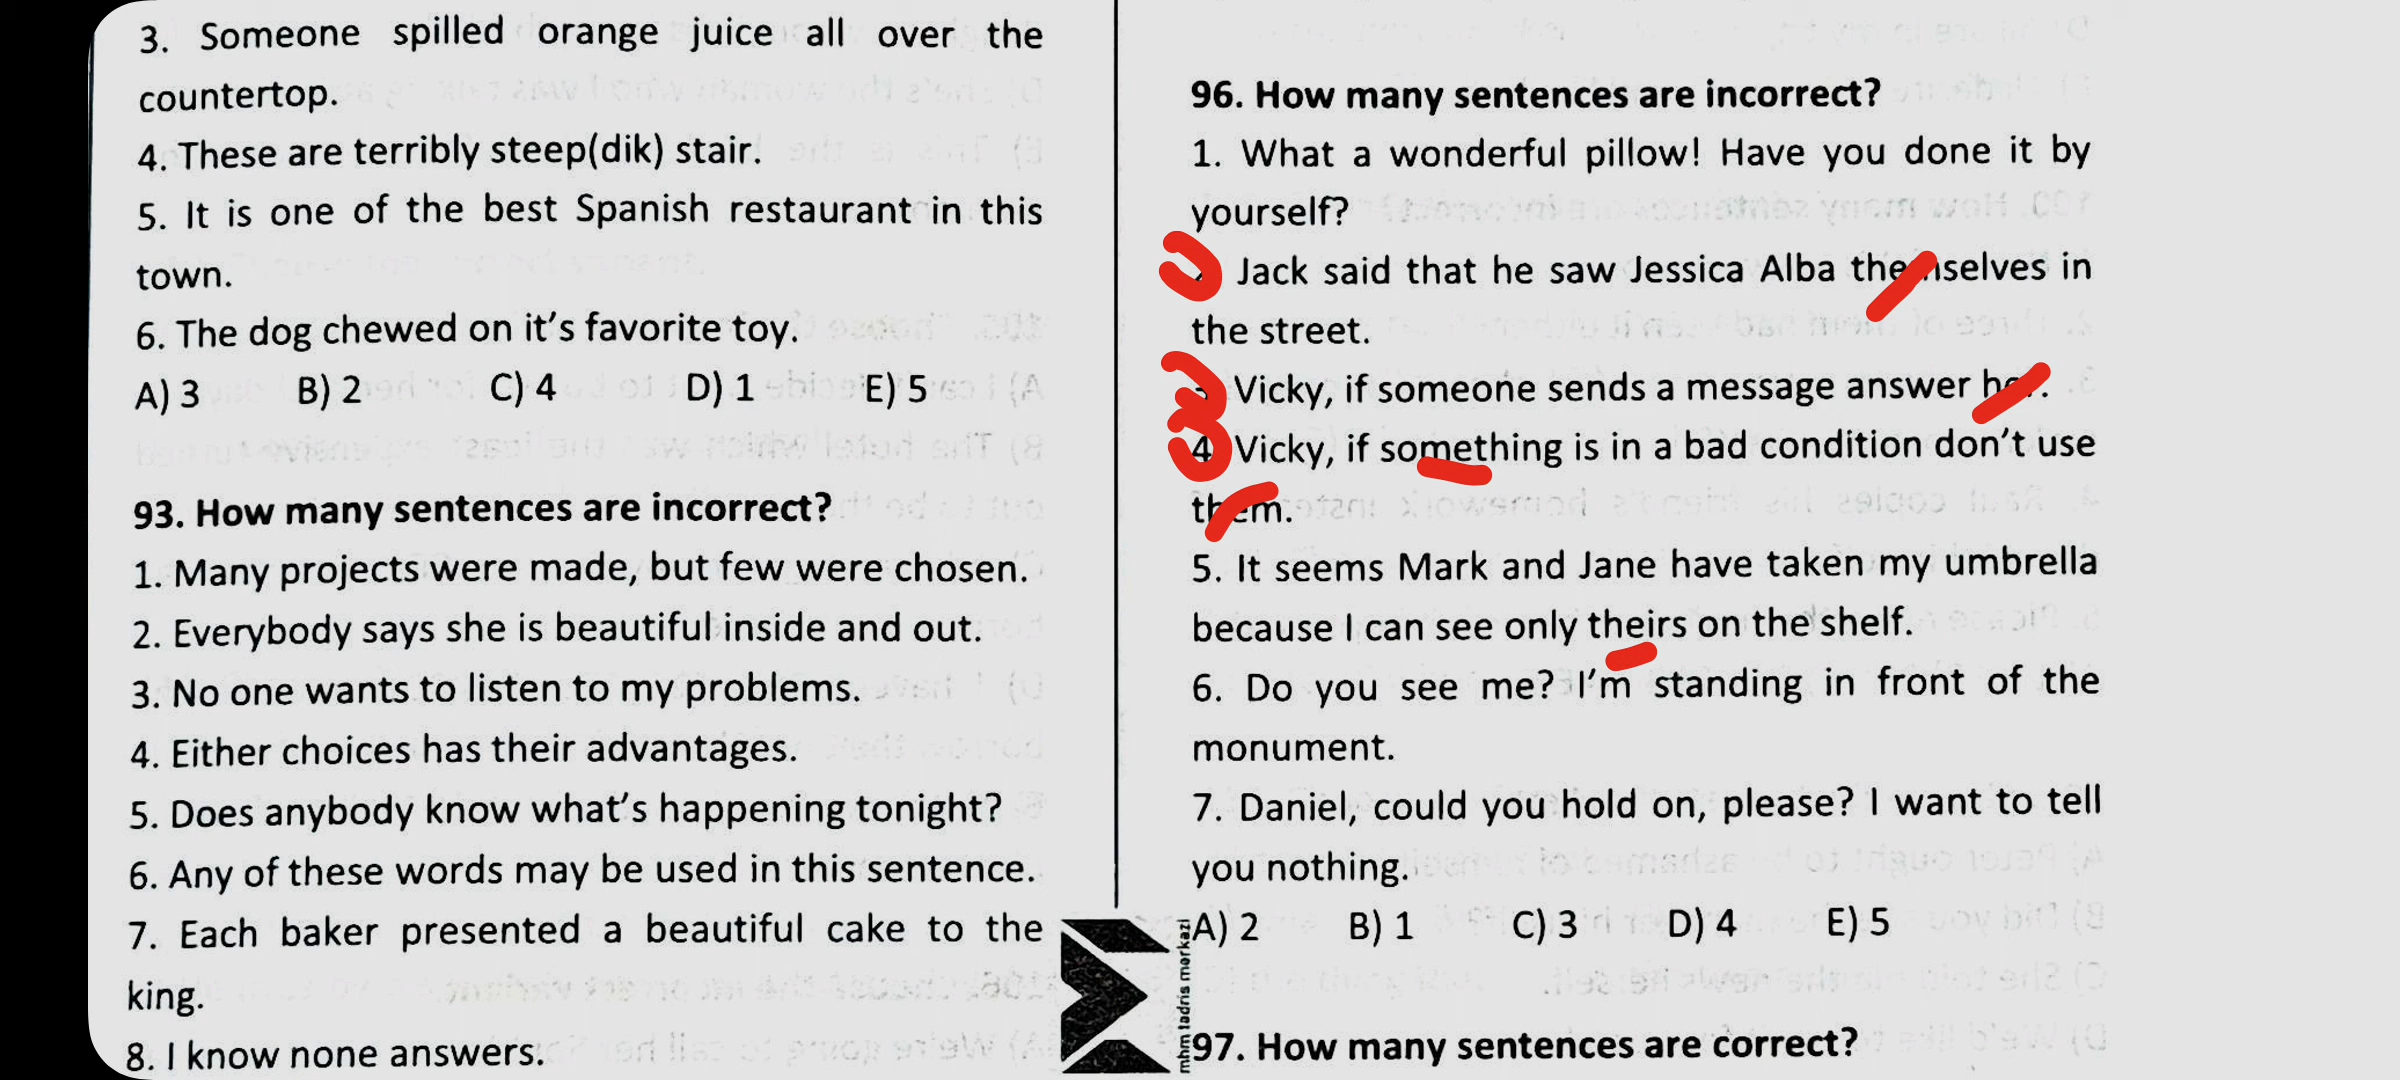 3. Someone spilled orange juice all over the
countertop.
4. These are terribly steep(dik) stair.
5. It is one of the best Spanish restaurant in this
town.
6. The dog chewed on it's favorite toy.
A) 3 B) 2 C) 4 D) 1 E) 5
93. How many sentences are incorrect?
1. Many projects were made, but few were chosen.
2. Everybody says she is beautiful inside and out.
3. No one wants to listen to my problems.
4. Either choices has their advantages.
5. Does anybody know what's happening tonight?
6. Any of these words may be used in this sentence.
7. Each baker presented a beautiful cake to the
king.
8. I know none answers.
mhm tadris mərkəzi
96. How many sentences are incorrect?
1. What a wonderful pillow! Have you done it by
yourself?
Jack said that he saw Jessica Alba themselves in
the street.
3. Vicky, if someone sends a message answer her.
4. Vicky, if something is in a bad condition don't use
them.
5. It seems Mark and Jane have taken my umbrella
because I can see only theirs on the shelf.
6. Do you see me? I'm standing in front of the
monument.
7. Daniel, could you hold on, please? I want to tell
you nothing.
A) 2 B) 1 C) 3 D) 4 E) 5
97. How many sentences are correct?